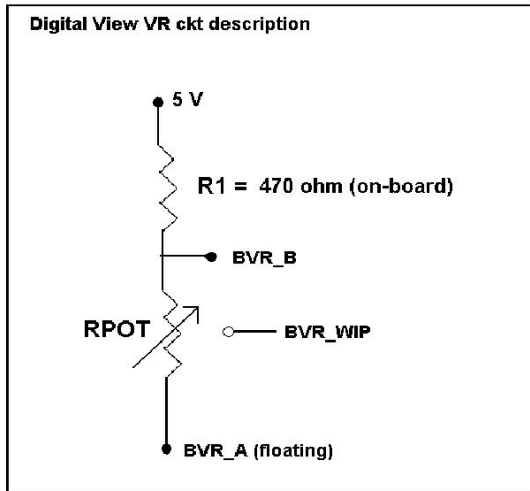 Digital View VR ckt description
5 V
R1 = 470 ohm (on-board)
BVR_B
RPOT
BVR_WIP
BVR_A (floating)